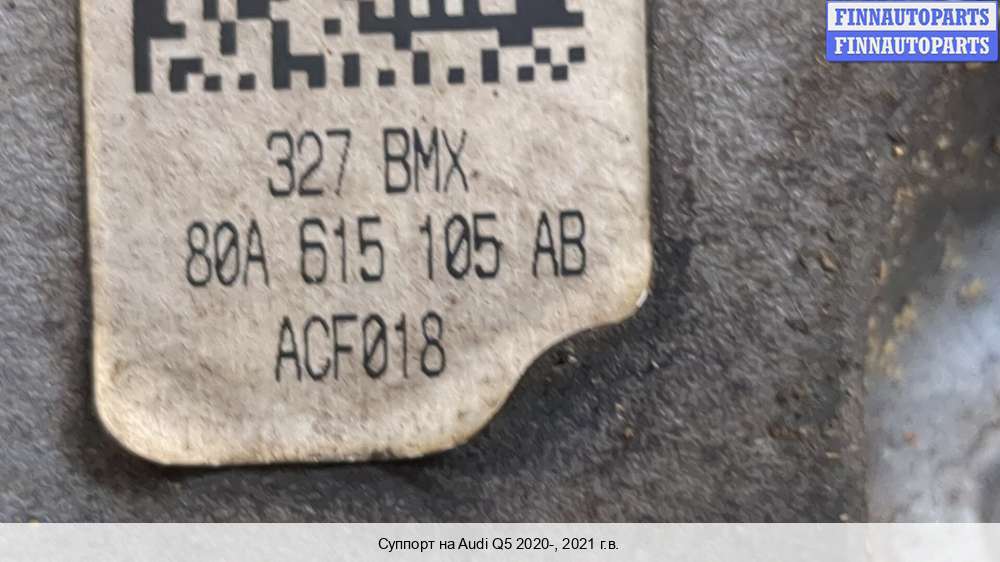 FINNAUTOPARTS
FINNAUTOPARTS
327 BMX
80A 615 105 AB
ACF018
Суппорт на Audi Q5 2020-, 2021 г.в.